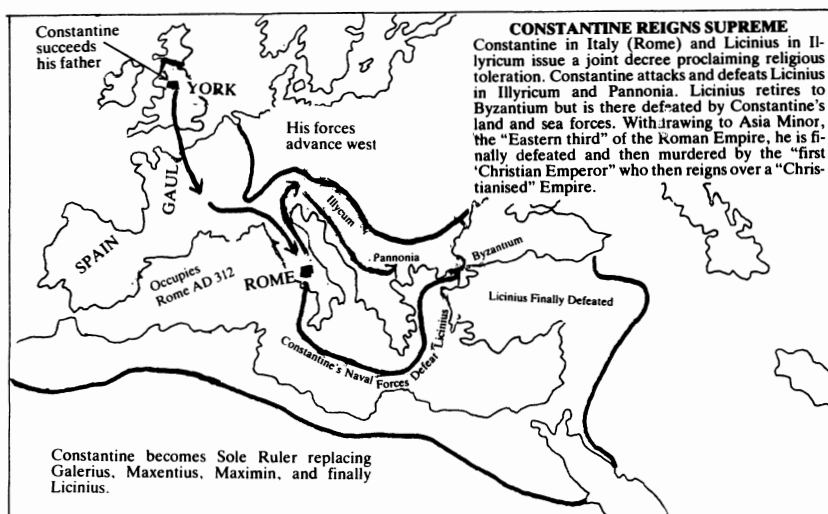 CONSTANTINE REIGNS SUPREME
Constantine in Italy (Rome) and Licinius in Il-
lyricum issue a joint decree proclaiming religious
toleration. Constantine attacks and defeats Licinius
in Illyricum and Pannonia. Licinius retires to
Byzantium but is there defeated by Constantine's
land and sea forces. Withdrawing to Asia Minor,
the "Eastern third" of the Roman Empire, he is fi-
nally defeated and then murdered by the "first
'Christian Emperor" who then reigns over a "Chris-
tianised" Empire.
Constantine
succeeds
his father
YORK
His forces
advance west
GAUL
SPAIN
Illycum
Pannonia
Byzantium
Occupies
Rome AD 312
ROME
Licinius Finally Defeated
Constantine's Naval Forces Defeat Licinius
Constantine becomes Sole Ruler replacing
Galerius, Maxentius, Maximin, and finally
Licinius.